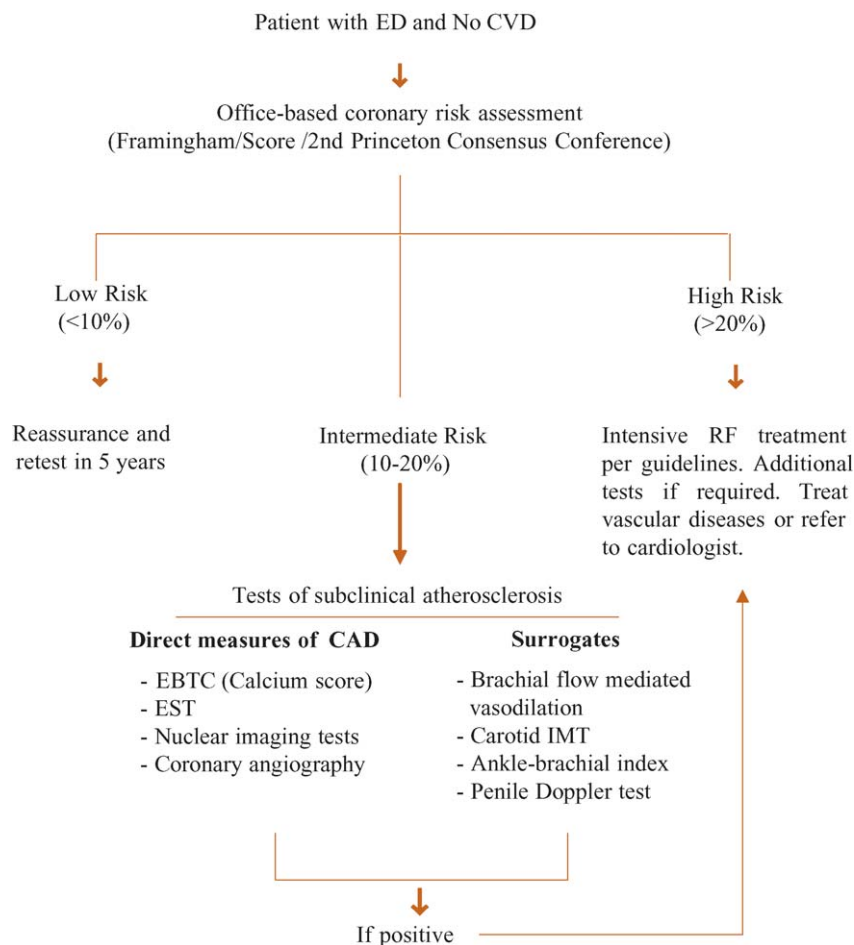 Patient with ED and No CVD
Office-based coronary risk assessment
(Framingham/Score /2nd Princeton Consensus Conference)
Low Risk
(<10%)
Reassurance and
retest in 5 years
Intermediate Risk
(10-20%)
High Risk
(>20%)
Intensive RF treatment
per guidelines. Additional
tests if required. Treat
vascular diseases or refer
to cardiologist.
Tests of subclinical atherosclerosis
Direct measures of CAD
- EBTC (Calcium score)
- EST
- Nuclear imaging tests
- Coronary angiography
Surrogates
- Brachial flow mediated
vasodilation
- Carotid IMT
- Ankle-brachial index
- Penile Doppler test
If positive